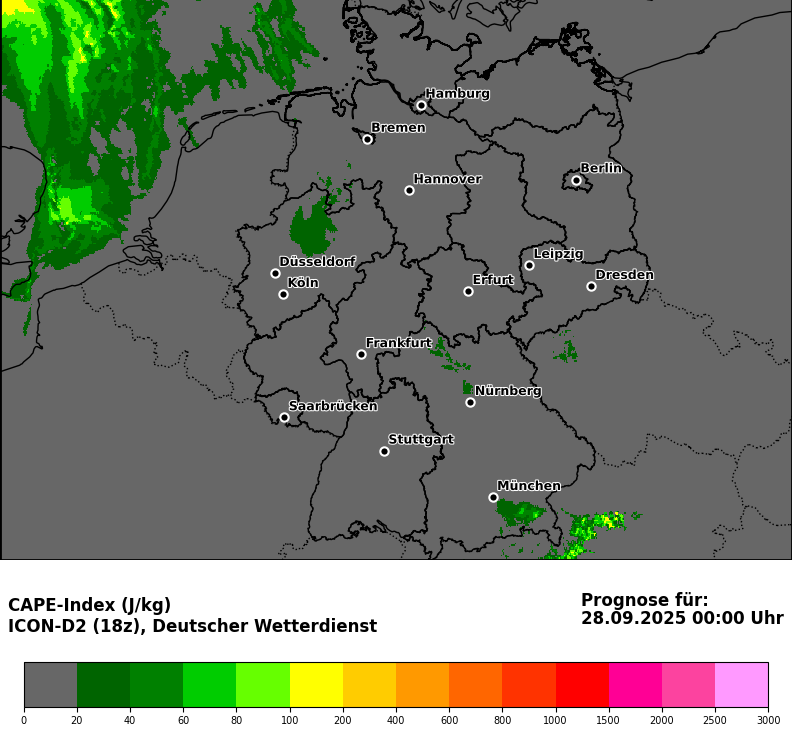 Hamburg
Bremen
Berlin
Hannover
Leipzig
Düsseldorf
Dresden
Köln
Erfurt
Frankfurt
Nürnberg
Saarbrücken
Stuttgart
München
CAPE-Index (J/kg)
ICON-D2 (18z), Deutscher Wetterdienst
Prognose für:
28.09.2025 00:00 Uhr
0 20 40 60 80 100 200 400 600 800 1000 1500 2000 2500 3000